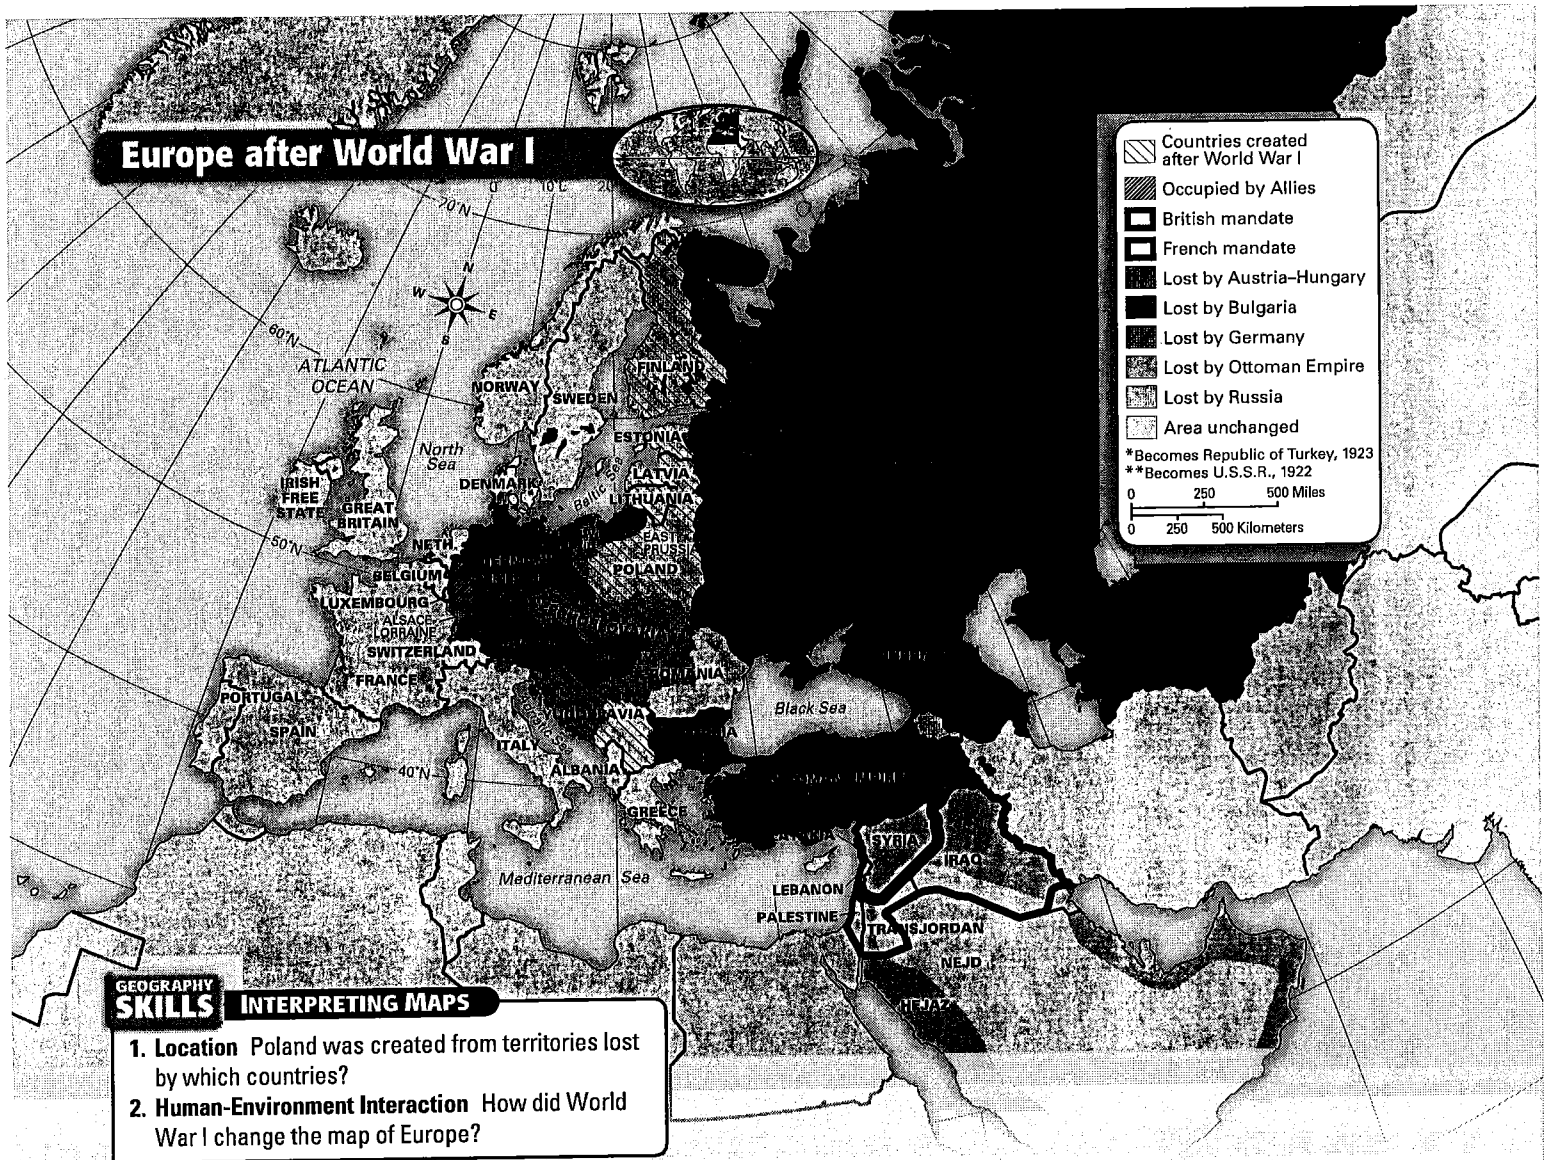 Europe after World War I
0°
10°E
20°
70°N
60°N
50°N
40°N
N
W
E
S
ATLANTIC
OCEAN
North
Sea
Baltic Sea
NORWAY
SWEDEN
FINLAND
ESTONIA
LATVIA
LITHUANIA
DENMARK
IRISH
FREE
STATE
GREAT
BRITAIN
NETH.
BELGIUM
LUXEMBOURG
ALSACE
LORRAINE
SWITZERLAND
FRANCE
EAST
PRUSSI
POLAND
PORTUGAL
SPAIN
ITALY
ALBANIA
GREECE
ROMANIA
Black Sea
Mediterranean Sea
SYRIA
IRAQ
LEBANON
PALESTINE
TRANSJORDAN
NEJD
HEJAZ
Countries created
after World War I
Occupied by Allies
British mandate
French mandate
Lost by Austria–Hungary
Lost by Bulgaria
Lost by Germany
Lost by Ottoman Empire
Lost by Russia
Area unchanged
*Becomes Republic of Turkey, 1923
**Becomes U.S.S.R., 1922
0 250 500 Miles
0 250 500 Kilometers
GEOGRAPHY
SKILLS
INTERPRETING MAPS
1. Location Poland was created from territories lost
by which countries?
2. Human-Environment Interaction How did World
War I change the map of Europe?